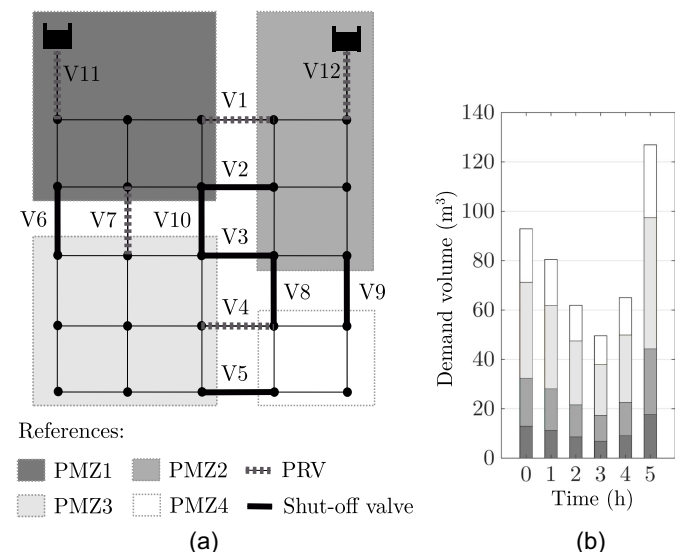 V11
V12
V1
V2
V6
V7
V10
V3
V8
V9
V4
V5
References:
PMZ1
PMZ2
PRV
PMZ3
PMZ4
Shut-off valve
(a)
140
120
100
80
60
40
20
0
Demand volume (m³)
0 1 2 3 4 5
Time (h)
(b)